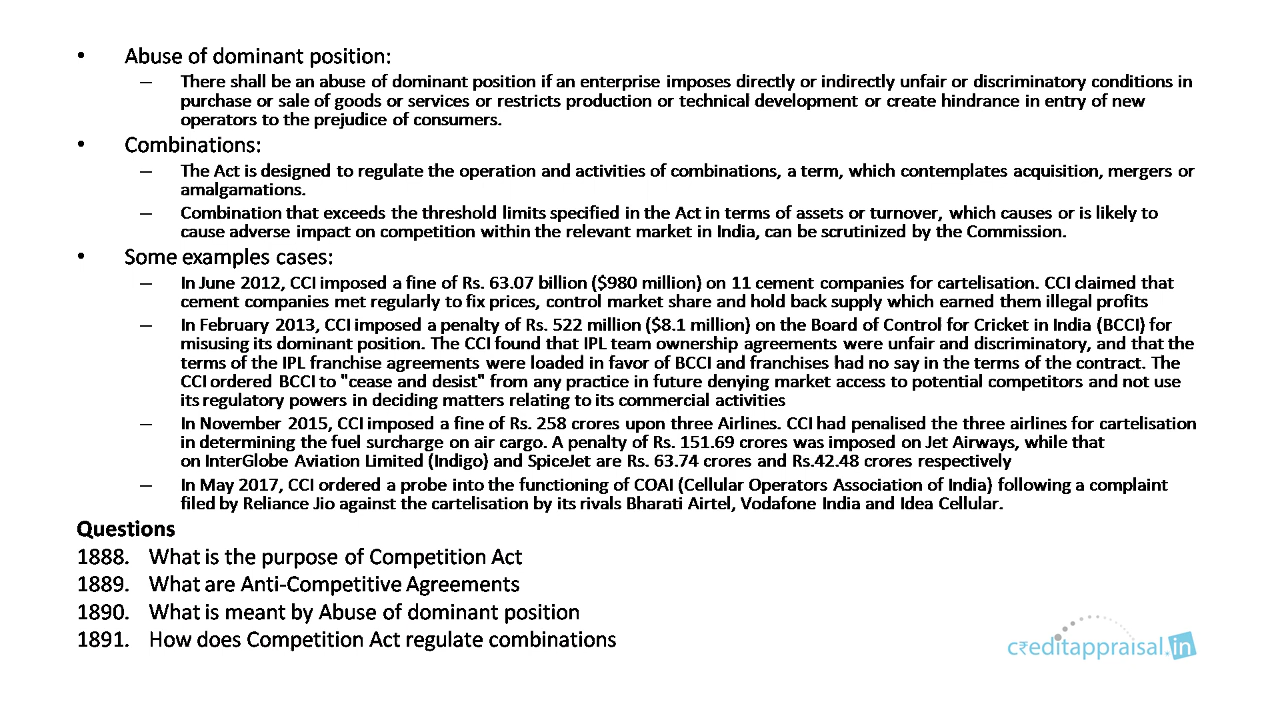 • Abuse of dominant position:
– There shall be an abuse of dominant position if an enterprise imposes directly or indirectly unfair or discriminatory conditions in
purchase or sale of goods or services or restricts production or technical development or create hindrance in entry of new
operators to the prejudice of consumers.
• Combinations:
– The Act is designed to regulate the operation and activities of combinations, a term, which contemplates acquisition, mergers or
amalgamations.
– Combination that exceeds the threshold limits specified in the Act in terms of assets or turnover, which causes or is likely to
cause adverse impact on competition within the relevant market in India, can be scrutinized by the Commission.
• Some examples cases:
– In June 2012, CCI imposed a fine of Rs. 63.07 billion ($980 million) on 11 cement companies for cartelisation. CCI claimed that
cement companies met regularly to fix prices, control market share and hold back supply which earned them illegal profits
– In February 2013, CCI imposed a penalty of Rs. 522 million ($8.1 million) on the Board of Control for Cricket in India (BCCI) for
misusing its dominant position. The CCI found that IPL team ownership agreements were unfair and discriminatory, and that the
terms of the IPL franchise agreements were loaded in favor of BCCI and franchises had no say in the terms of the contract. The
CCI ordered BCCI to "cease and desist" from any practice in future denying market access to potential competitors and not use
its regulatory powers in deciding matters relating to its commercial activities
– In November 2015, CCI imposed a fine of Rs. 258 crores upon three Airlines. CCI had penalised the three airlines for cartelisation
in determining the fuel surcharge on air cargo. A penalty of Rs. 151.69 crores was imposed on Jet Airways, while that
on InterGlobe Aviation Limited (Indigo) and SpiceJet are Rs. 63.74 crores and Rs.42.48 crores respectively
– In May 2017, CCI ordered a probe into the functioning of COAI (Cellular Operators Association of India) following a complaint
filed by Reliance Jio against the cartelisation by its rivals Bharati Airtel, Vodafone India and Idea Cellular.
Questions
1888. What is the purpose of Competition Act
1889. What are Anti-Competitive Agreements
1890. What is meant by Abuse of dominant position
1891. How does Competition Act regulate combinations
c₹editappraisal.in